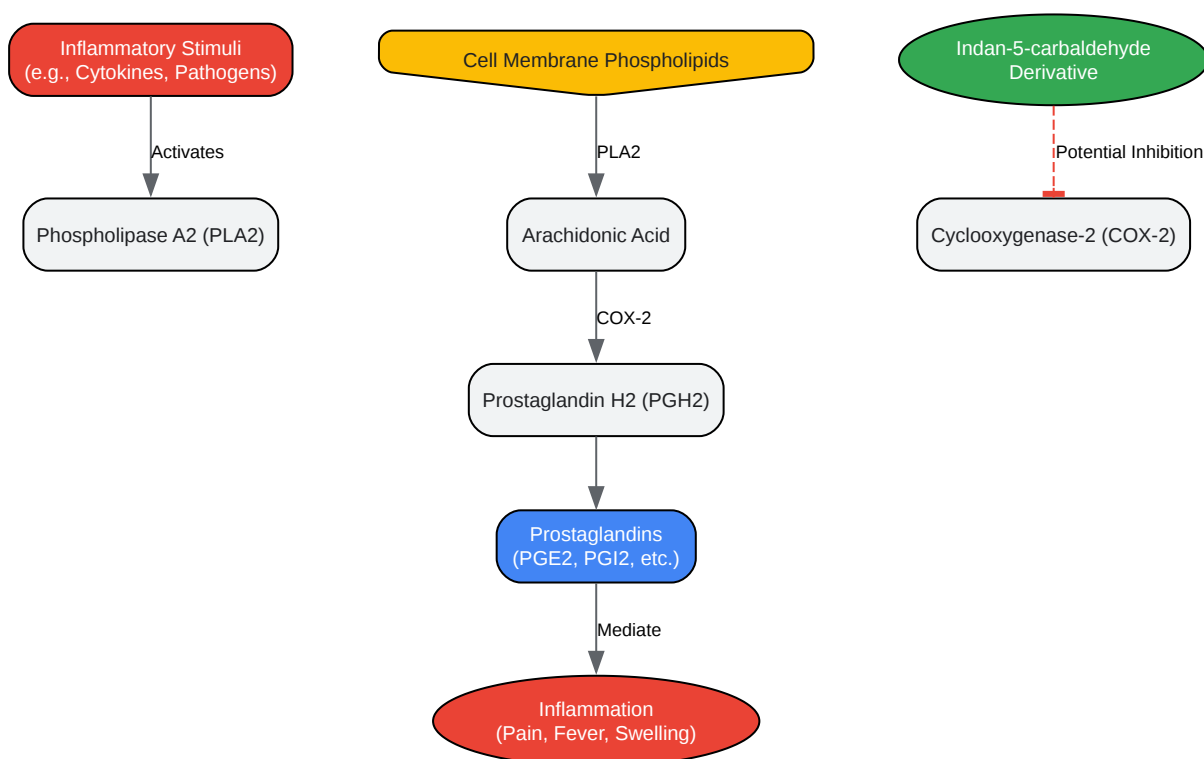 Inflammatory Stimuli
(e.g., Cytokines, Pathogens)
Activates
Phospholipase A2 (PLA2)
Cell Membrane Phospholipids
PLA2
Arachidonic Acid
COX-2
Prostaglandin H2 (PGH2)
Prostaglandins
(PGE2, PGI2, etc.)
Mediate
Inflammation
(Pain, Fever, Swelling)
Indan-5-carbaldehyde
Derivative
Potential Inhibition
Cyclooxygenase-2 (COX-2)